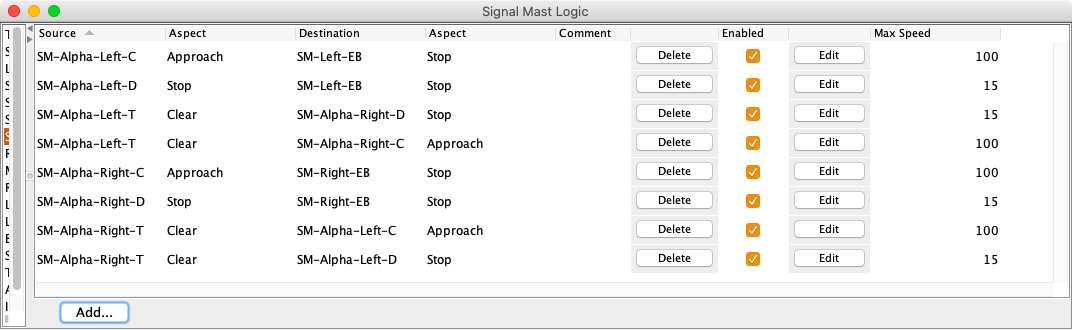 Signal Mast Logic
Source Aspect Destination Aspect Comment Enabled Max Speed
SM-Alpha-Left-C Approach SM-Left-EB Stop Delete Edit 100
SM-Alpha-Left-D Stop SM-Left-EB Stop Delete Edit 15
SM-Alpha-Left-T Clear SM-Alpha-Right-D Stop Delete Edit 15
SM-Alpha-Left-T Clear SM-Alpha-Right-C Approach Delete Edit 100
SM-Alpha-Right-C Approach SM-Right-EB Stop Delete Edit 100
SM-Alpha-Right-D Stop SM-Right-EB Stop Delete Edit 15
SM-Alpha-Right-T Clear SM-Alpha-Left-C Approach Delete Edit 100
SM-Alpha-Right-T Clear SM-Alpha-Left-D Stop Delete Edit 15
Add...